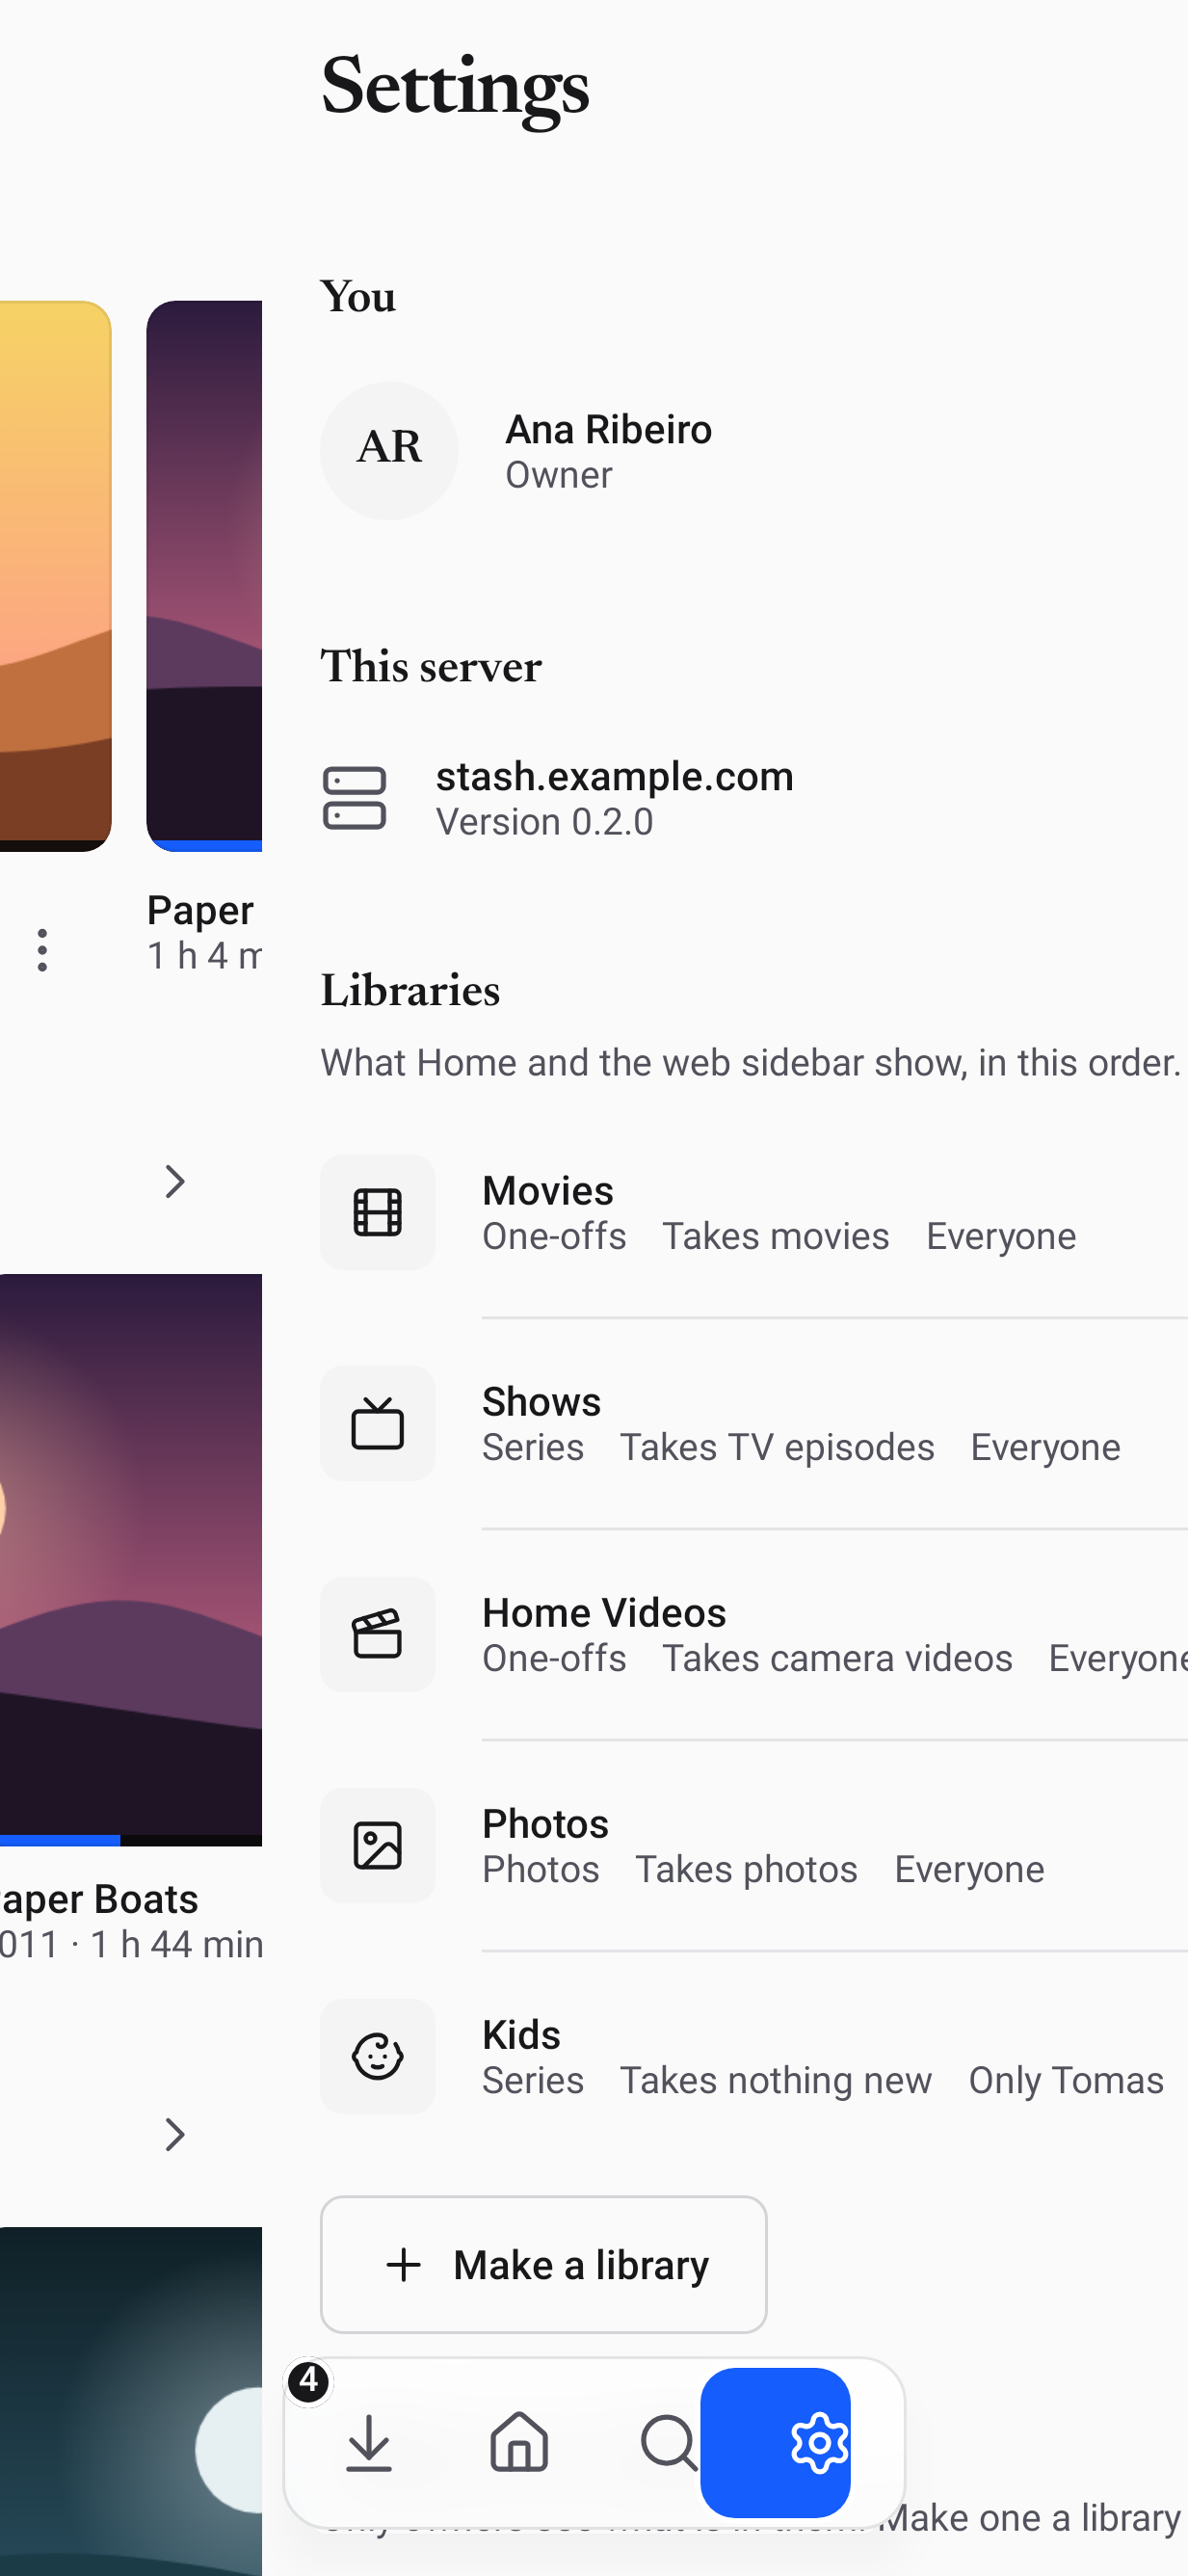 Settings
You
AR
Ana Ribeiro
Owner
This server
stash.example.com
Version 0.2.0
Paper
1 h 4 m
Libraries
What Home and the web sidebar show, in this order.
Movies
One-offs Takes movies Everyone
Shows
Series Takes TV episodes Everyone
Home Videos
One-offs Takes camera videos Everyone
Photos
Photos Takes photos Everyone
aper Boats
011 · 1 h 44 min
Kids
Series Takes nothing new Only Tomas
Make a library
4
Make one a library